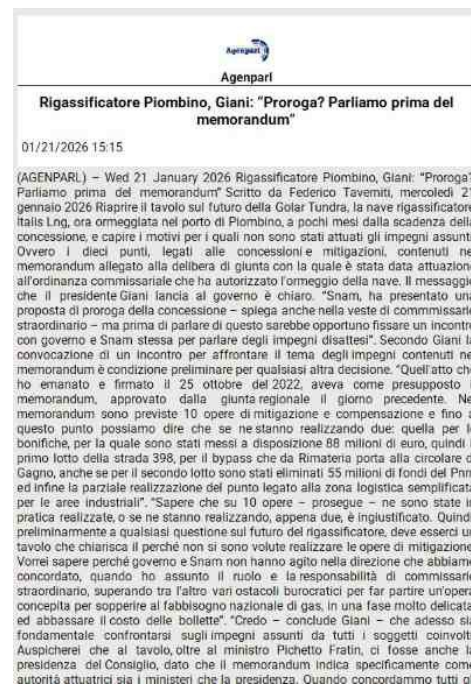 Agenparl
Agenparl
Rigassificatore Piombino, Giani: “Proroga? Parliamo prima del
memorandum”
01/21/2026 15:15
(AGENPARL) – Wed 21 January 2026 Rigassificatore Piombino, Giani: “Proroga?
Parliamo prima del memorandum” Scritto da Federico Taverniti, mercoledì 21
gennaio 2026 Riaprire il tavolo sul futuro della Golar Tundra, la nave rigassificatore
Italis Lng, ora ormeggiata nel porto di Piombino, a pochi mesi dalla scadenza della
concessione, e capire i motivi per i quali non sono stati attuati gli impegni assunti.
Ovvero i dieci punti, legati alle concessioni e mitigazioni, contenuti nel
memorandum allegato alla delibera di giunta con la quale è stata data attuazione
all'ordinanza commissariale che ha autorizzato l'ormeggio della nave. Il messaggio
che il presidente Giani lancia al governo è chiaro. “Snam, ha presentato una
proposta di proroga della concessione – spiega anche nella veste di commmissario
straordinario – ma prima di parlare di questo sarebbe opportuno fissare un incontro
con governo e Snam stessa per parlare degli impegni disattesi”. Secondo Giani la
convocazione di un incontro per affrontare il tema degli impegni contenuti nel
memorandum è condizione preliminare per qualsiasi altra decisione. “Quell'atto che
ho emanato e firmato il 25 ottobre del 2022, aveva come presupposto il
memorandum, approvato dalla giunta regionale il giorno precedente. Nel
memorandum sono previste 10 opere di mitigazione e compensazione e fino a
questo punto possiamo dire che se ne stanno realizzando due: quella per le
bonifiche, per la quale sono stati messi a disposizione 88 milioni di euro, quindi il
primo lotto della strada 398, per il bypass che da Rimateria porta alla circolare di
Gagno, anche se per il secondo lotto sono stati eliminati 55 milioni di fondi del Pnrr
ed infine la parziale realizzazione del punto legato alla zona logistica semplificata
per le aree industriali”. “Sapere che su 10 opere – prosegue – ne sono state in
pratica realizzate, o se ne stanno realizzando, appena due, è ingiustificato. Quindi
preliminarmente a qualsiasi questione sul futuro del rigassificatore, deve esserci un
tavolo che chiarisca il perché non si sono volute realizzare le opere di mitigazione.
Vorrei sapere perché governo e Snam non hanno agito nella direzione che abbiamo
concordato, quando ho assunto il ruolo e la responsabilità di commissario
straordinario, superando tra l'altro vari ostacoli burocratici per far partire un'opera
concepita per sopperire al fabbisogno nazionale di gas, in una fase molto delicata
ed abbassare il costo delle bollette”. “Credo – conclude Giani – che adesso sia
fondamentale confrontarsi sugli impegni assunti da tutti i soggetti coinvolti.
Auspicherei che al tavolo, oltre al ministro Pichetto Fratin, ci fosse anche la
presidenza del Consiglio, dato che il memorandum indica specificamente come
autorità attuatrici sia i ministeri che la presidenza. Quando concordammo tutti gli